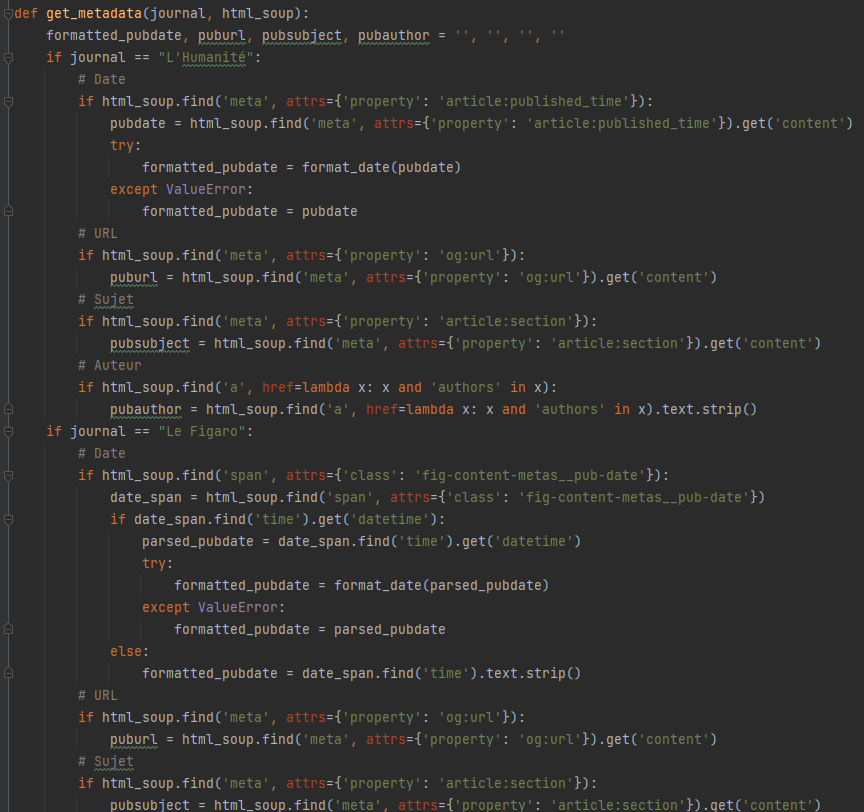 def get_metadata(journal, html_soup):
    formatted_pubdate, puburl, pubsubject, pubauthor = '', '', '', ''
    if journal == "L'Humanité":
        # Date
        if html_soup.find('meta', attrs={'property': 'article:published_time'}):
            pubdate = html_soup.find('meta', attrs={'property': 'article:published_time'}).get('content')
            try:
                formatted_pubdate = format_date(pubdate)
            except ValueError:
                formatted_pubdate = pubdate
        # URL
        if html_soup.find('meta', attrs={'property': 'og:url'}):
            puburl = html_soup.find('meta', attrs={'property': 'og:url'}).get('content')
        # Sujet
        if html_soup.find('meta', attrs={'property': 'article:section'}):
            pubsubject = html_soup.find('meta', attrs={'property': 'article:section'}).get('content')
        # Auteur
        if html_soup.find('a', href=lambda x: x and 'authors' in x):
            pubauthor = html_soup.find('a', href=lambda x: x and 'authors' in x).text.strip()
    if journal == "Le Figaro":
        # Date
        if html_soup.find('span', attrs={'class': 'fig-content-metas__pub-date'}):
            date_span = html_soup.find('span', attrs={'class': 'fig-content-metas__pub-date'})
            if date_span.find('time').get('datetime'):
                parsed_pubdate = date_span.find('time').get('datetime')
                try:
                    formatted_pubdate = format_date(parsed_pubdate)
                except ValueError:
                    formatted_pubdate = parsed_pubdate
            else:
                formatted_pubdate = date_span.find('time').text.strip()
        # URL
        if html_soup.find('meta', attrs={'property': 'og:url'}):
            puburl = html_soup.find('meta', attrs={'property': 'og:url'}).get('content')
        # Sujet
        if html_soup.find('meta', attrs={'property': 'article:section'}):
            pubsubject = html_soup.find('meta', attrs={'property': 'article:section'}).get('content')